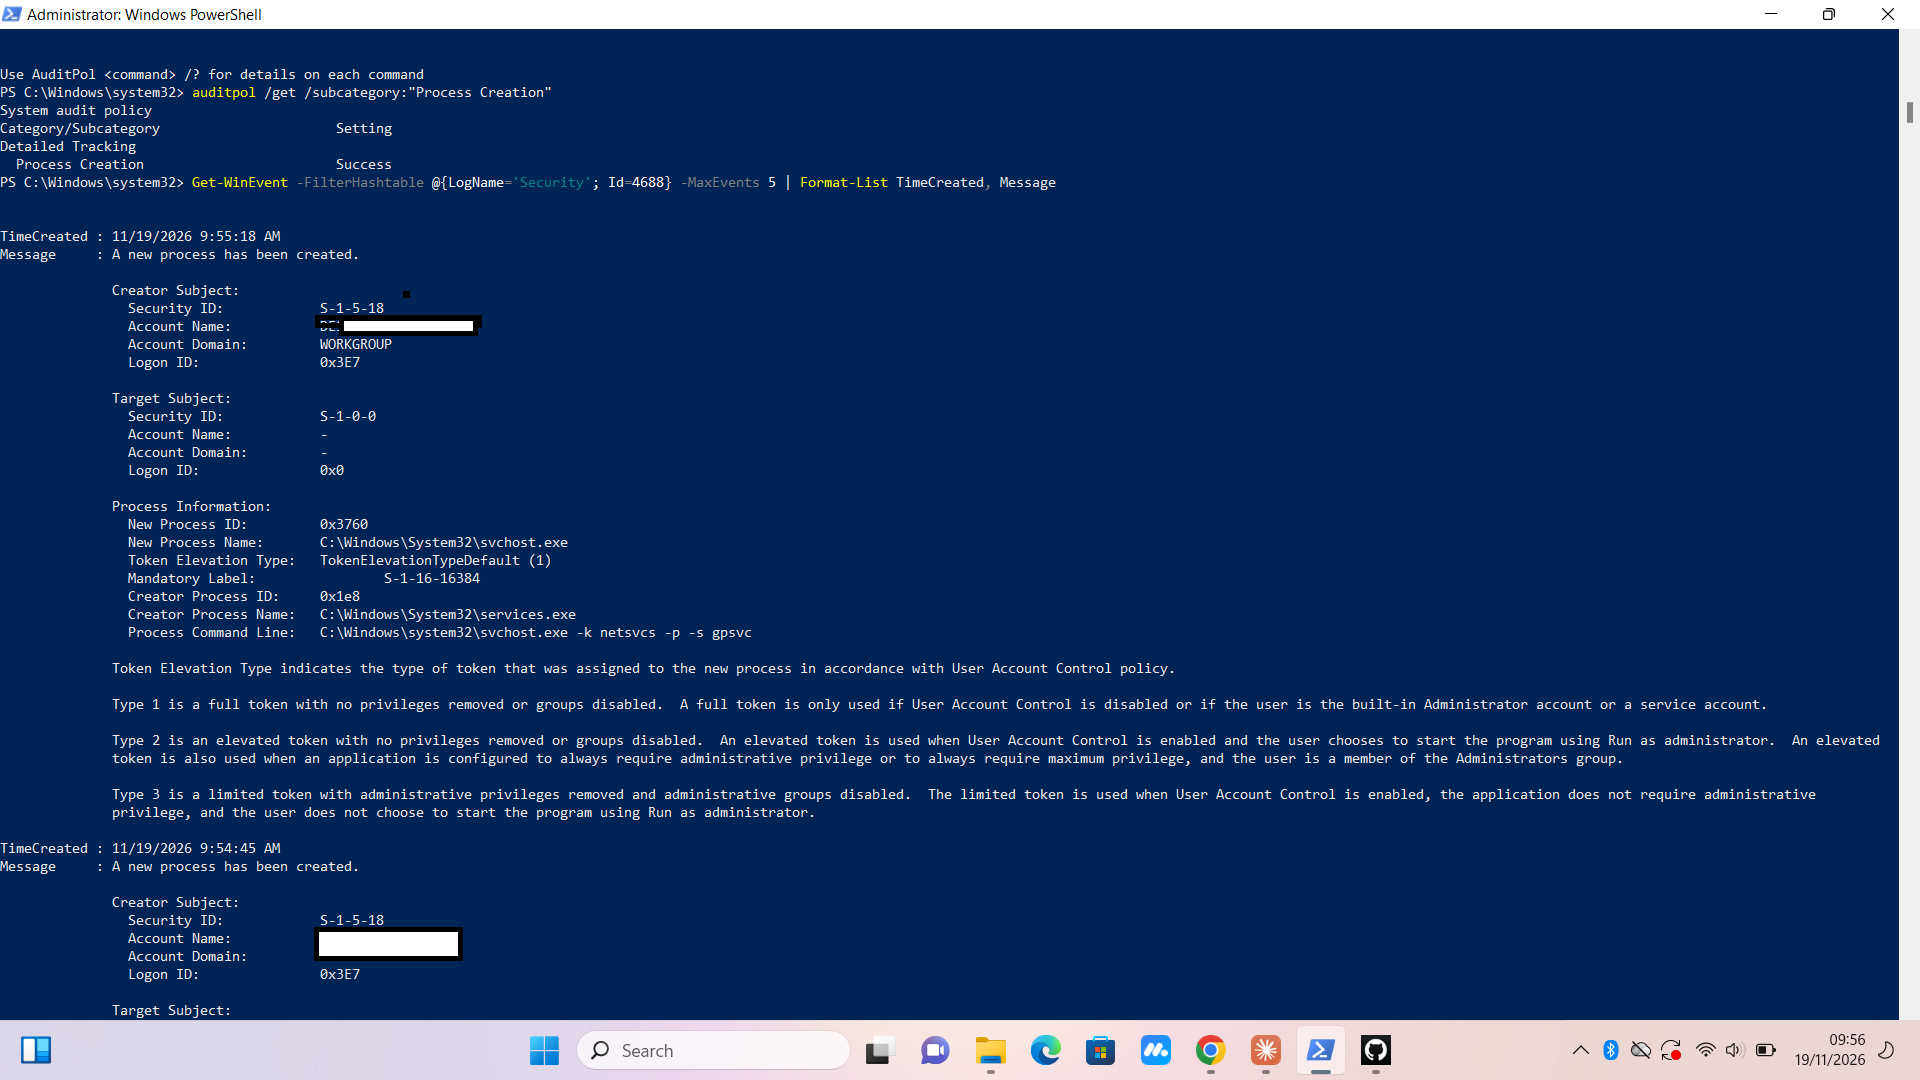 Administrator: Windows PowerShell
Use AuditPol <command> /? for details on each command
PS C:\Windows\system32> auditpol /get /subcategory:"Process Creation"
System audit policy
Category/Subcategory                      Setting
Detailed Tracking
  Process Creation                        Success
PS C:\Windows\system32> Get-WinEvent -FilterHashtable @{LogName='Security'; Id=4688} -MaxEvents 5 | Format-List TimeCreated, Message
TimeCreated : 11/19/2026 9:55:18 AM
Message     : A new process has been created.
Creator Subject:
Security ID:            S-1-5-18
Account Name:
Account Domain:         WORKGROUP
Logon ID:               0x3E7
Target Subject:
Security ID:            S-1-0-0
Account Name:           -
Account Domain:         -
Logon ID:               0x0
Process Information:
New Process ID:         0x3760
New Process Name:       C:\Windows\System32\svchost.exe
Token Elevation Type:   TokenElevationTypeDefault (1)
Mandatory Label:                S-1-16-16384
Creator Process ID:     0x1e8
Creator Process Name:   C:\Windows\System32\services.exe
Process Command Line:   C:\Windows\system32\svchost.exe -k netsvcs -p -s gpsvc
Token Elevation Type indicates the type of token that was assigned to the new process in accordance with User Account Control policy.
Type 1 is a full token with no privileges removed or groups disabled.  A full token is only used if User Account Control is disabled or if the user is the built-in Administrator account or a service account.
Type 2 is an elevated token with no privileges removed or groups disabled.  An elevated token is used when User Account Control is enabled and the user chooses to start the program using Run as administrator.  An elevated
token is also used when an application is configured to always require administrative privilege or to always require maximum privilege, and the user is a member of the Administrators group.
Type 3 is a limited token with administrative privileges removed and administrative groups disabled.  The limited token is used when User Account Control is enabled, the application does not require administrative
privilege, and the user does not choose to start the program using Run as administrator.
TimeCreated : 11/19/2026 9:54:45 AM
Message     : A new process has been created.
Creator Subject:
Security ID:            S-1-5-18
Account Name:
Account Domain:
Logon ID:               0x3E7
Target Subject:
Search
09:56
19/11/2026